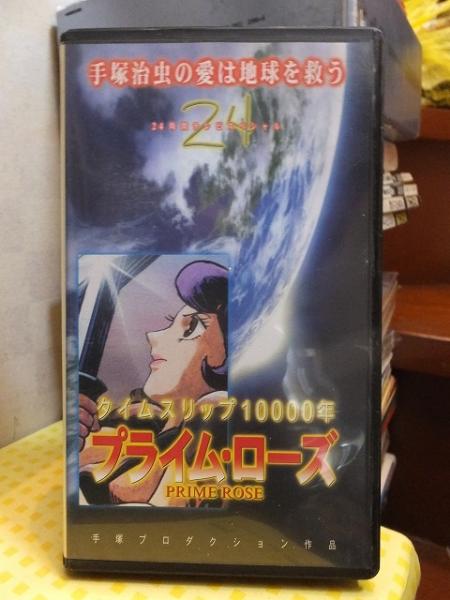 手塚治虫の愛は地球を救う
24
タイムスリップ10000年
プライム・ローズ
PRIME ROSE
手塚プロダクション作品